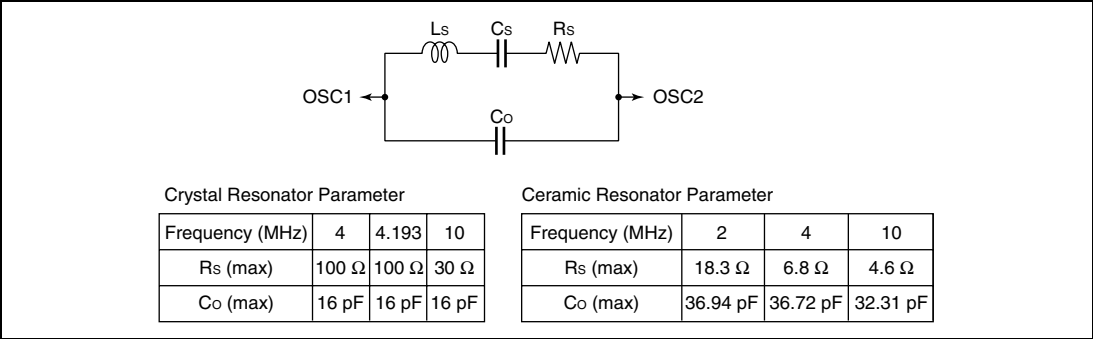 Ls Cs Rs
OSC1 OSC2
Co
Crystal Resonator Parameter
Frequency (MHz) 4 4.193 10
Rs (max) 100 Ω 100 Ω 30 Ω
Co (max) 16 pF 16 pF 16 pF
Ceramic Resonator Parameter
Frequency (MHz) 2 4 10
Rs (max) 18.3 Ω 6.8 Ω 4.6 Ω
Co (max) 36.94 pF 36.72 pF 32.31 pF